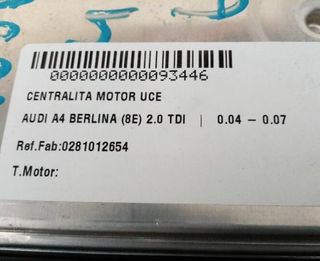 0000000000093446
CENTRALITA MOTOR UCE
AUDI A4 BERLINA (8E) 2.0 TDI | 0.04 – 0.07
Ref.Fab:0281012654
T.Motor: